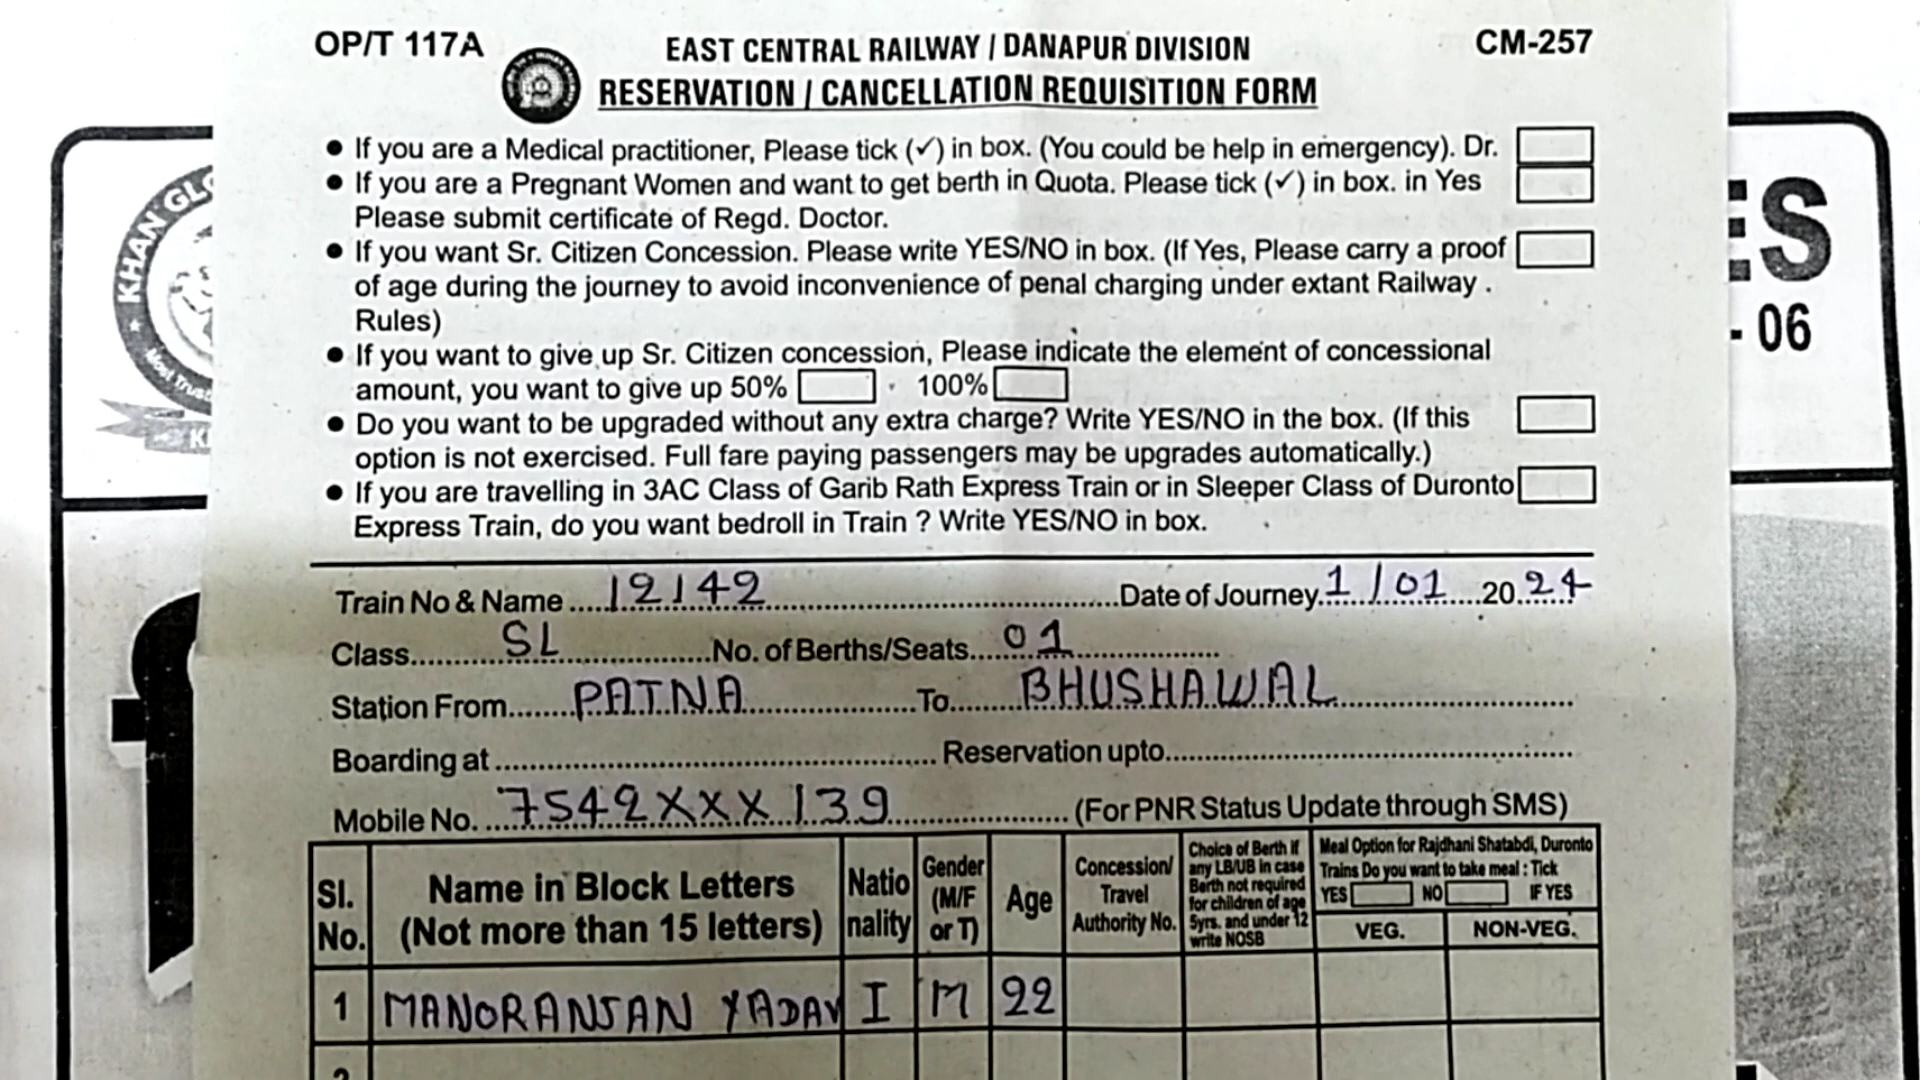 OP/T 117A
EAST CENTRAL RAILWAY / DANAPUR DIVISION
CM-257
RESERVATION / CANCELLATION REQUISITION FORM
● If you are a Medical practitioner, Please tick (✓) in box. (You could be help in emergency). Dr.
● If you are a Pregnant Women and want to get berth in Quota. Please tick (✓) in box. in Yes
Please submit certificate of Regd. Doctor.
● If you want Sr. Citizen Concession. Please write YES/NO in box. (If Yes, Please carry a proof
of age during the journey to avoid inconvenience of penal charging under extant Railway .
Rules)
● If you want to give up Sr. Citizen concession, Please indicate the element of concessional
amount, you want to give up 50% 100%
● Do you want to be upgraded without any extra charge? Write YES/NO in the box. (If this
option is not exercised. Full fare paying passengers may be upgrades automatically.)
● If you are travelling in 3AC Class of Garib Rath Express Train or in Sleeper Class of Duronto
Express Train, do you want bedroll in Train ? Write YES/NO in box.
Train No & Name 12142 Date of Journey 1/01 2024
Class SL No. of Berths/Seats 01
Station From PATNA To BHUSHAWAL
Boarding at Reservation upto
Mobile No. 7542XXX139 (For PNR Status Update through SMS)
Sl. No.
Name in Block Letters
(Not more than 15 letters)
Natio
nality
Gender
(M/F
or T)
Age
Concession/
Travel
Authority No.
Choice of Berth if
any LB/UB in case
Berth not required
for children of age
5yrs. and under 12
write NOSB
Meal Option for Rajdhani Shatabdi, Duronto
Trains Do you want to take meal : Tick
YES NO IF YES
VEG. NON-VEG.
1 MANORANJAN YADAV I M 22
2
KHAN GLO
Most Trus
ES
- 06